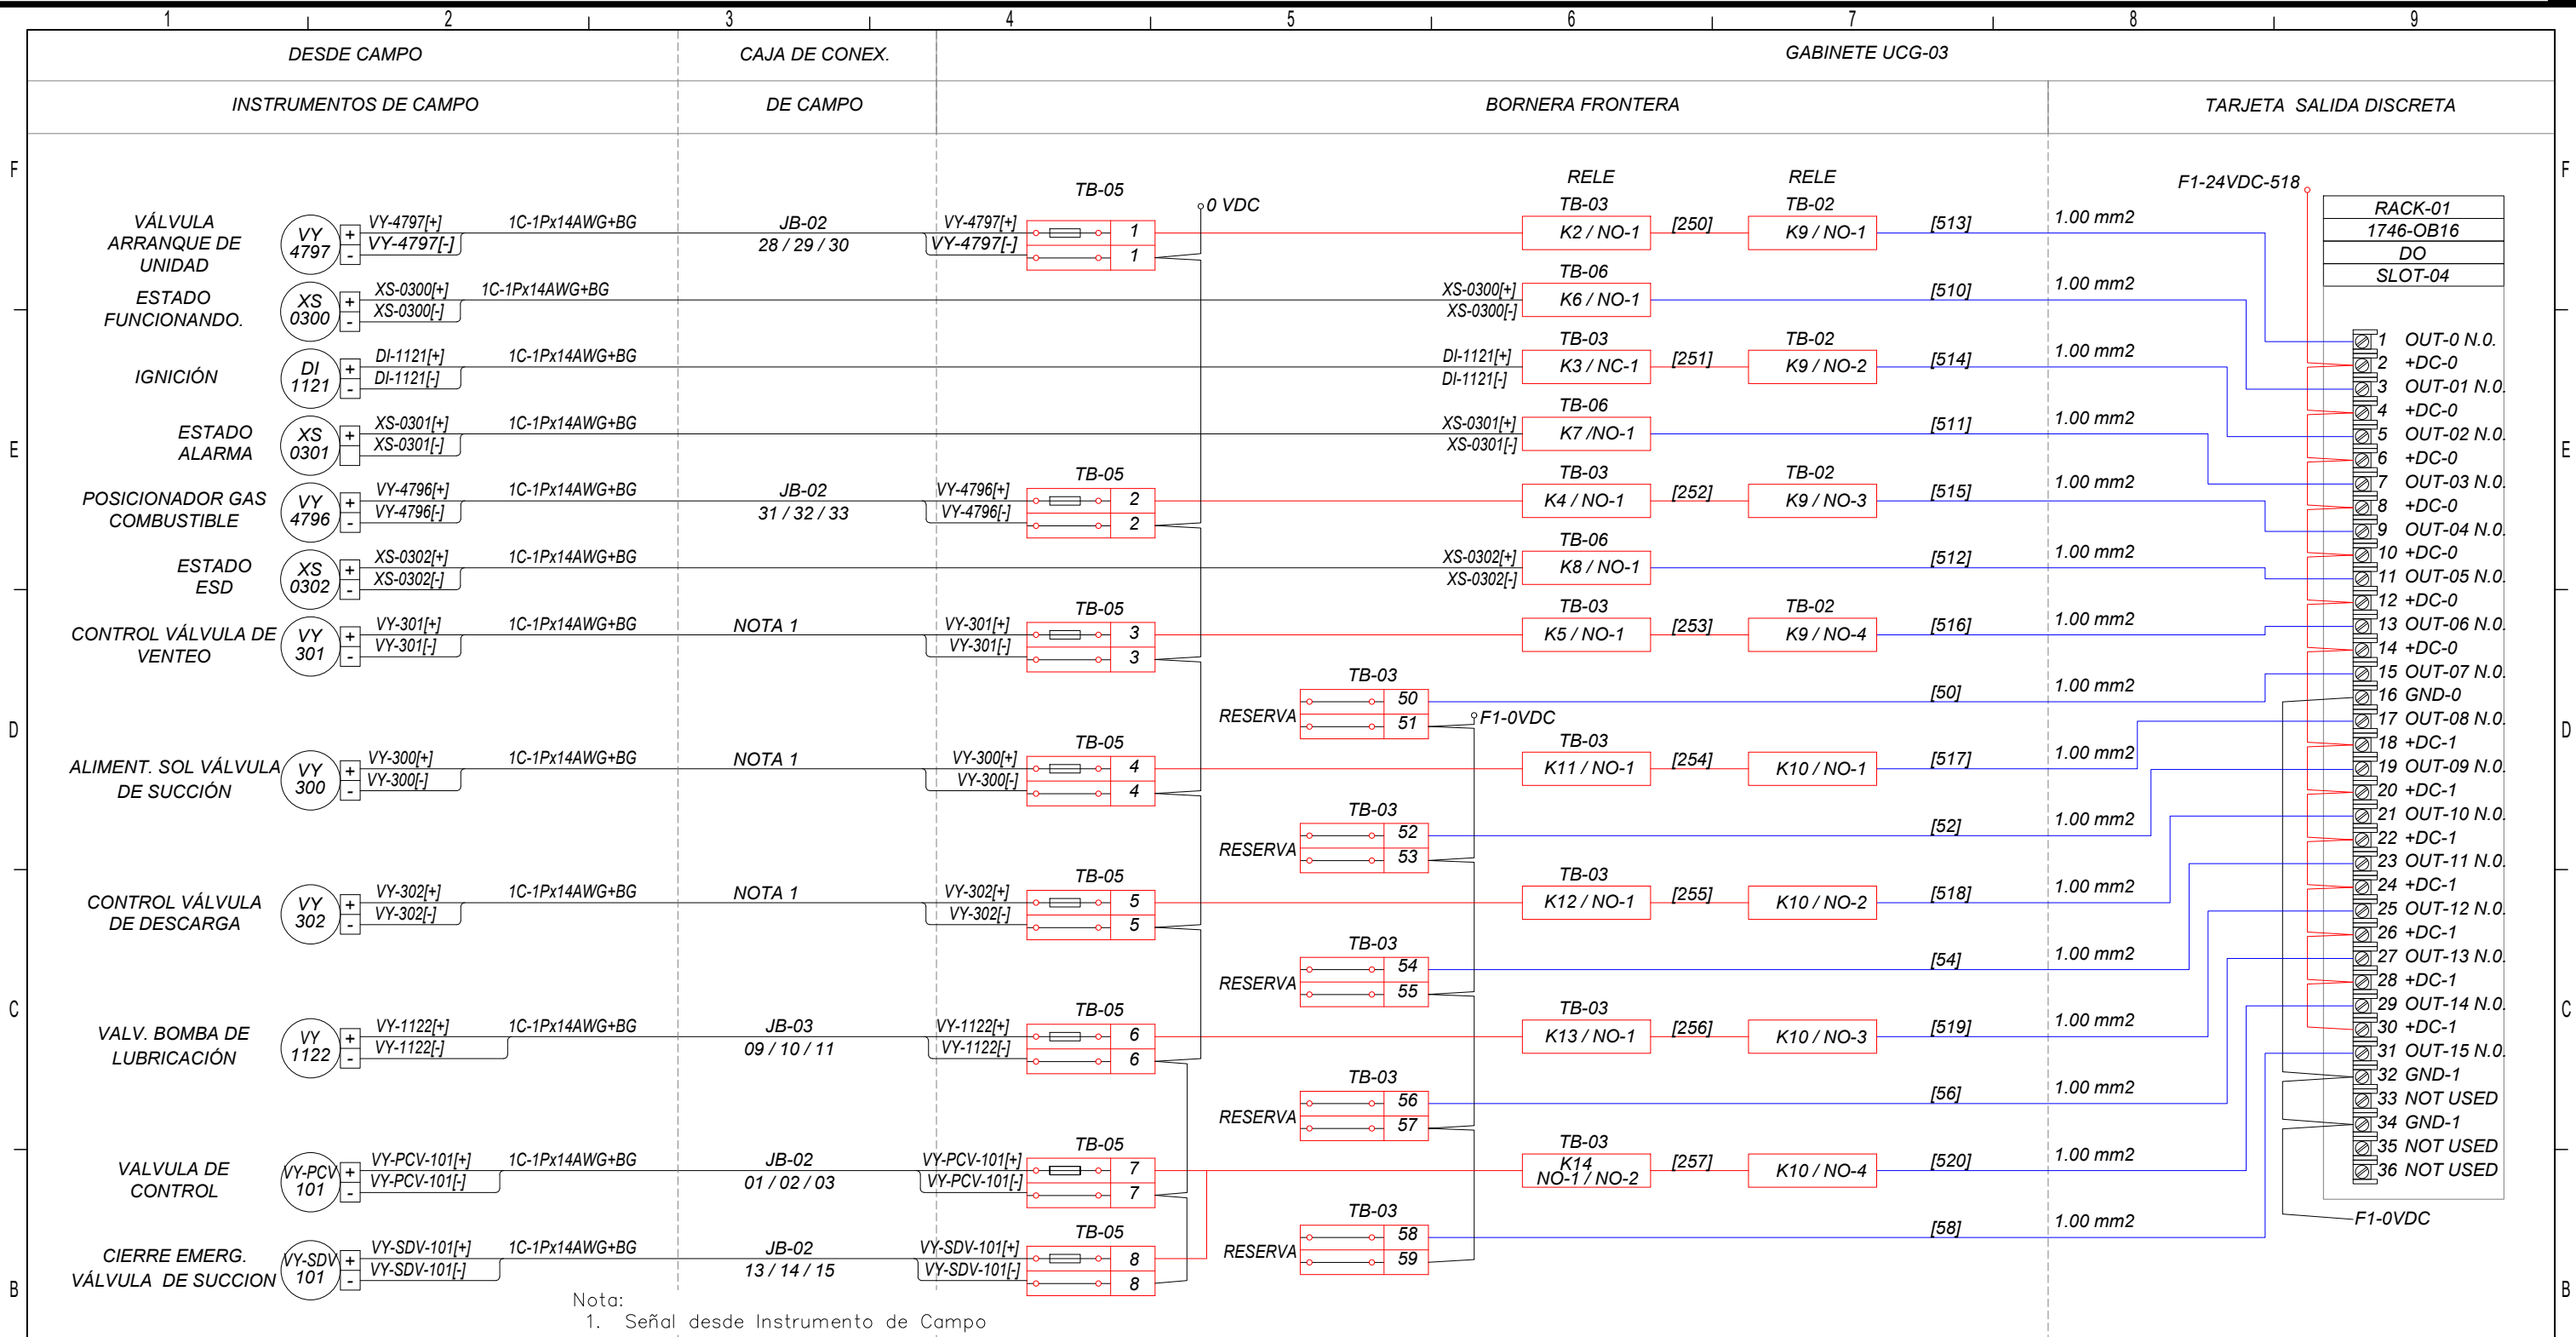 1 2 3 4 5 6 7 8 9
DESDE CAMPO
CAJA DE CONEX.
GABINETE UCG-03
INSTRUMENTOS DE CAMPO
DE CAMPO
BORNERA FRONTERA
TARJETA SALIDA DISCRETA
F
F
VÁLVULA
ARRANQUE DE
UNIDAD
VY
4797
+
-
VY-4797[+]
VY-4797[-]
1C-1Px14AWG+BG
JB-02
28 / 29 / 30
VY-4797[+]
VY-4797[-]
TB-05
1
1
0 VDC
RELE
TB-03
K2 / NO-1
[250]
RELE
TB-02
K9 / NO-1
[513]
1.00 mm2
F1-24VDC-518
RACK-01
1746-OB16
DO
SLOT-04
ESTADO
FUNCIONANDO.
XS
0300
+
-
XS-0300[+]
XS-0300[-]
1C-1Px14AWG+BG
XS-0300[+]
XS-0300[-]
TB-06
K6 / NO-1
[510]
1.00 mm2
IGNICIÓN
DI
1121
+
-
DI-1121[+]
DI-1121[-]
1C-1Px14AWG+BG
DI-1121[+]
DI-1121[-]
TB-03
K3 / NC-1
[251]
TB-02
K9 / NO-2
[514]
1.00 mm2
E
E
ESTADO
ALARMA
XS
0301
+
XS-0301[+]
XS-0301[-]
1C-1Px14AWG+BG
XS-0301[+]
XS-0301[-]
TB-06
K7 /NO-1
[511]
1.00 mm2
POSICIONADOR GAS
COMBUSTIBLE
VY
4796
+
-
VY-4796[+]
VY-4796[-]
1C-1Px14AWG+BG
JB-02
31 / 32 / 33
VY-4796[+]
VY-4796[-]
TB-05
2
2
TB-03
K4 / NO-1
[252]
TB-02
K9 / NO-3
[515]
1.00 mm2
ESTADO
ESD
XS
0302
+
-
XS-0302[+]
XS-0302[-]
1C-1Px14AWG+BG
XS-0302[+]
XS-0302[-]
TB-06
K8 / NO-1
[512]
1.00 mm2
CONTROL VÁLVULA DE
VENTEO
VY
301
+
-
VY-301[+]
VY-301[-]
1C-1Px14AWG+BG
NOTA 1
VY-301[+]
VY-301[-]
TB-05
3
3
TB-03
K5 / NO-1
[253]
TB-02
K9 / NO-4
[516]
1.00 mm2
D
D
RESERVA
TB-03
50
51
F1-0VDC
[50]
1.00 mm2
ALIMENT. SOL VÁLVULA
DE SUCCIÓN
VY
300
+
-
VY-300[+]
VY-300[-]
1C-1Px14AWG+BG
NOTA 1
VY-300[+]
VY-300[-]
TB-05
4
4
TB-03
K11 / NO-1
[254]
K10 / NO-1
[517]
1.00 mm2
RESERVA
TB-03
52
53
[52]
1.00 mm2
CONTROL VÁLVULA
DE DESCARGA
VY
302
+
-
VY-302[+]
VY-302[-]
1C-1Px14AWG+BG
NOTA 1
VY-302[+]
VY-302[-]
TB-05
5
5
TB-03
K12 / NO-1
[255]
K10 / NO-2
[518]
1.00 mm2
RESERVA
TB-03
54
55
[54]
1.00 mm2
C
C
VALV. BOMBA DE
LUBRICACIÓN
VY
1122
+
-
VY-1122[+]
VY-1122[-]
1C-1Px14AWG+BG
JB-03
09 / 10 / 11
VY-1122[+]
VY-1122[-]
TB-05
6
6
TB-03
K13 / NO-1
[256]
K10 / NO-3
[519]
1.00 mm2
RESERVA
TB-03
56
57
[56]
1.00 mm2
VALVULA DE
CONTROL
VY-PCV
101
+
-
VY-PCV-101[+]
VY-PCV-101[-]
1C-1Px14AWG+BG
JB-02
01 / 02 / 03
VY-PCV-101[+]
VY-PCV-101[-]
TB-05
7
7
TB-03
K14
NO-1 / NO-2
[257]
K10 / NO-4
[520]
1.00 mm2
RESERVA
TB-03
58
59
[58]
1.00 mm2
B
B
CIERRE EMERG.
VÁLVULA DE SUCCION
VY-SDV
101
+
-
VY-SDV-101[+]
VY-SDV-101[-]
1C-1Px14AWG+BG
JB-02
13 / 14 / 15
VY-SDV-101[+]
VY-SDV-101[-]
TB-05
8
8
1 OUT-0 N.0.
2 +DC-0
3 OUT-01 N.0.
4 +DC-0
5 OUT-02 N.0.
6 +DC-0
7 OUT-03 N.0.
8 +DC-0
9 OUT-04 N.0.
10 +DC-0
11 OUT-05 N.0.
12 +DC-0
13 OUT-06 N.0.
14 +DC-0
15 OUT-07 N.0.
16 GND-0
17 OUT-08 N.0.
18 +DC-1
19 OUT-09 N.0.
20 +DC-1
21 OUT-10 N.0.
22 +DC-1
23 OUT-11 N.0.
24 +DC-1
25 OUT-12 N.0.
26 +DC-1
27 OUT-13 N.0.
28 +DC-1
29 OUT-14 N.0.
30 +DC-1
31 OUT-15 N.0.
32 GND-1
33 NOT USED
34 GND-1
35 NOT USED
36 NOT USED
F1-0VDC
Nota:
1. Señal desde Instrumento de Campo